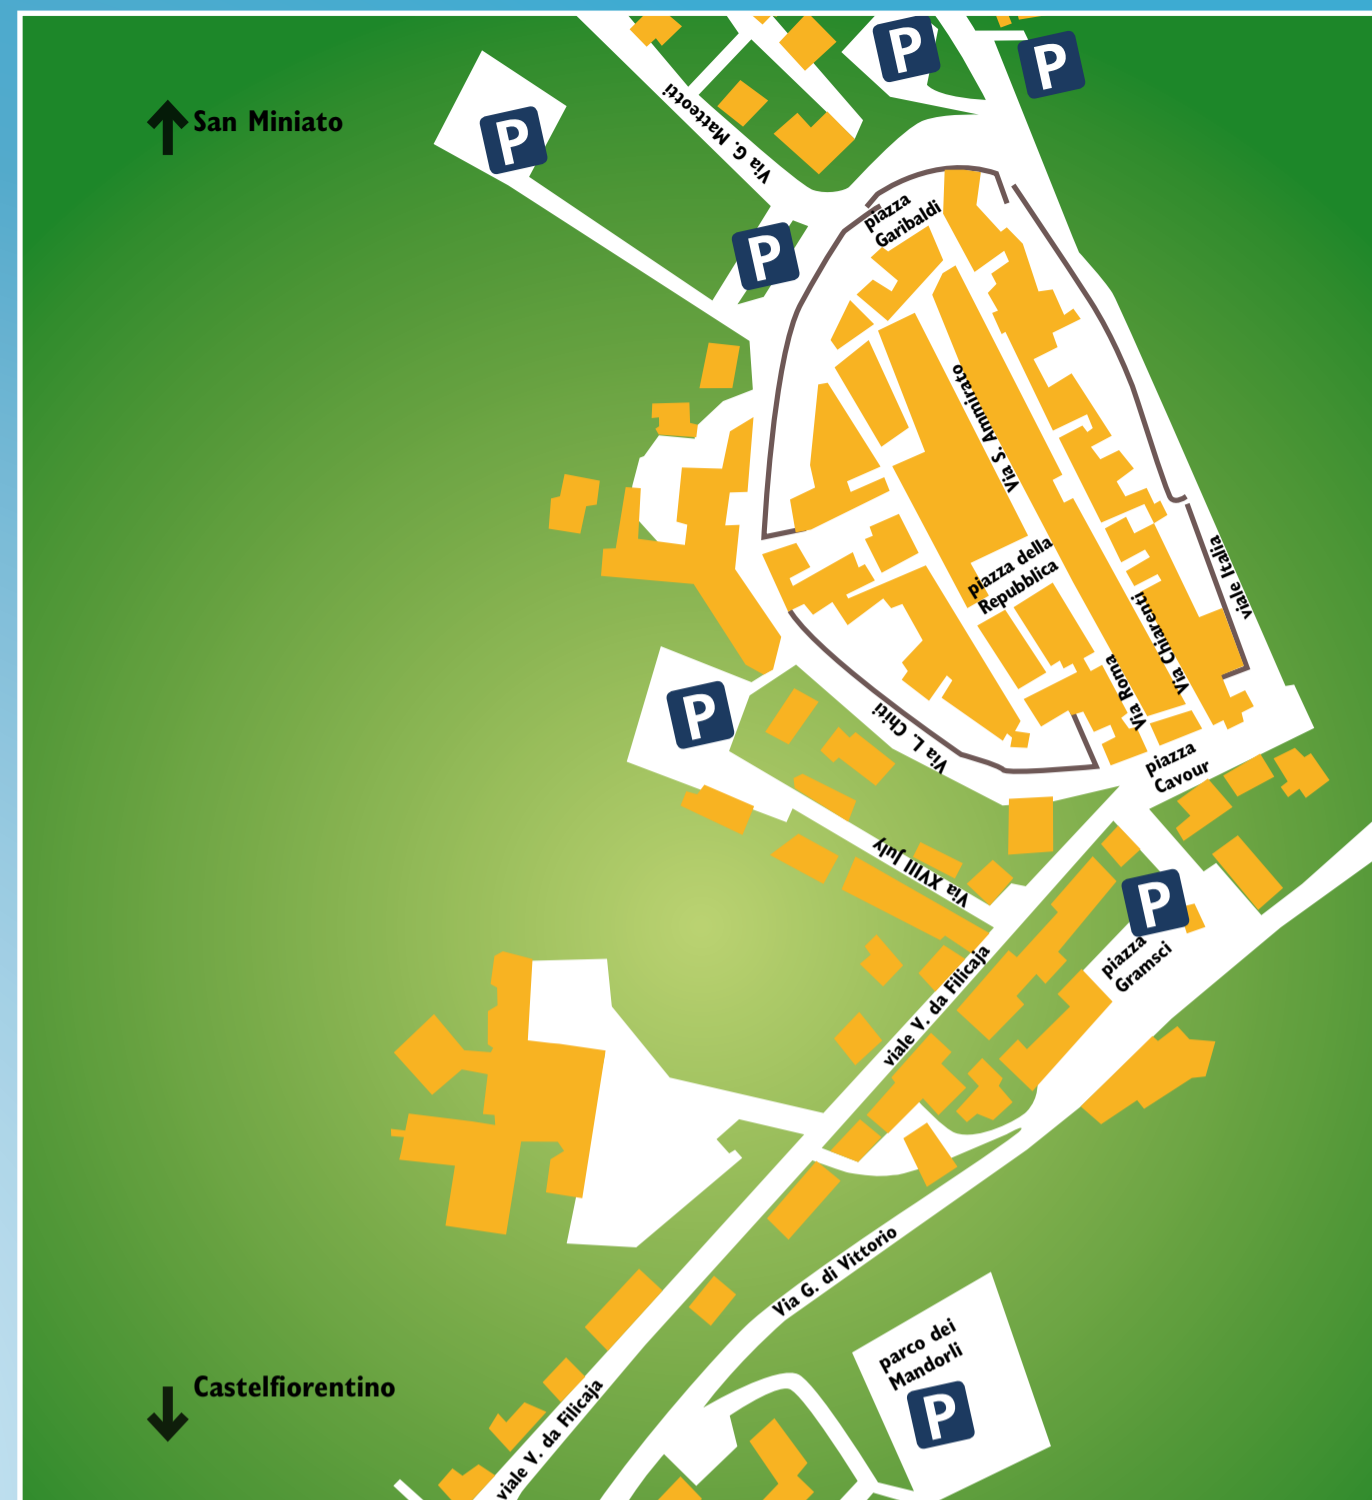 P
P
San Miniato
P
Via G. Matteotti
piazza
Garibaldi
P
Via S. Ammirato
piazza della
Repubblica
viale Italia
Via Chiarenti
Via Roma
P
Via L. Chiti
piazza
Cavour
Via XVIII July
P
piazza
Gramsci
viale V. da Filicaja
Via G. di Vittorio
parco dei
Mandorli
P
Castelfiorentino
viale V. da Filicaja